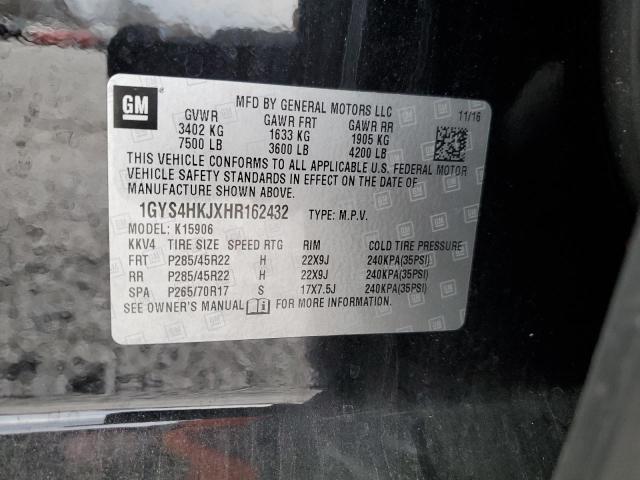 GM
MFD BY GENERAL MOTORS LLC
11/16
GVWR GAWR FRT GAWR RR
3402 KG 1633 KG 1905 KG
7500 LB 3600 LB 4200 LB
THIS VEHICLE CONFORMS TO ALL APPLICABLE U.S. FEDERAL MOTOR
VEHICLE SAFETY STANDARDS IN EFFECT ON THE DATE OF
MANUFACTURE SHOWN ABOVE.
1GYS4HKJXHR162432 TYPE: M.P.V.
MODEL: K15906
KKV4 TIRE SIZE SPEED RTG RIM COLD TIRE PRESSURE
FRT P285/45R22 H 22X9J 240KPA(35PSI)
RR P285/45R22 H 22X9J 240KPA(35PSI)
SPA P265/70R17 S 17X7.5J 240KPA(35PSI)
SEE OWNER'S MANUAL FOR MORE INFORMATION.